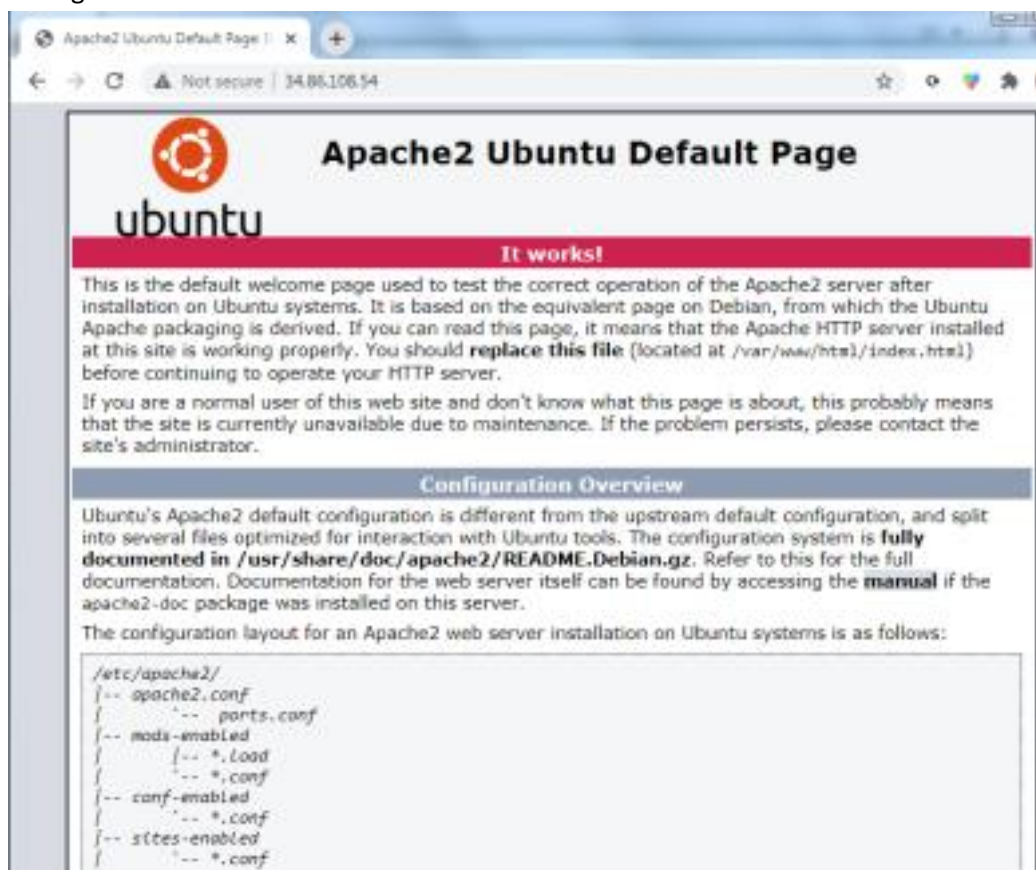 Apache2 Ubuntu Default Page
Not secure | 34.86.108.54
ubuntu
Apache2 Ubuntu Default Page
It works!
This is the default welcome page used to test the correct operation of the Apache2 server after
installation on Ubuntu systems. It is based on the equivalent page on Debian, from which the Ubuntu
Apache packaging is derived. If you can read this page, it means that the Apache HTTP server installed
at this site is working properly. You should replace this file (located at /var/www/html/index.html)
before continuing to operate your HTTP server.
If you are a normal user of this web site and don't know what this page is about, this probably means
that the site is currently unavailable due to maintenance. If the problem persists, please contact the
site's administrator.
Configuration Overview
Ubuntu's Apache2 default configuration is different from the upstream default configuration, and split
into several files optimized for interaction with Ubuntu tools. The configuration system is fully
documented in /usr/share/doc/apache2/README.Debian.gz. Refer to this for the full
documentation. Documentation for the web server itself can be found by accessing the manual if the
apache2-doc package was installed on this server.
The configuration layout for an Apache2 web server installation on Ubuntu systems is as follows:
/etc/apache2/
|-- apache2.conf
|       `--  ports.conf
|-- mods-enabled
|       |-- *.load
|       `-- *.conf
|-- conf-enabled
|       `-- *.conf
|-- sites-enabled
|       `-- *.conf